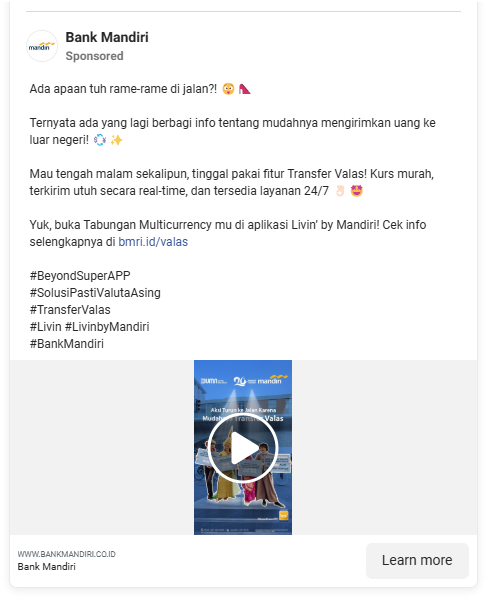 Bank Mandiri
Sponsored
mandiri
Ada apaan tuh rame-rame di jalan?! 😳 👠
Ternyata ada yang lagi berbagi info tentang mudahnya mengirimkan uang ke
luar negeri! 💱 ✨
Mau tengah malam sekalipun, tinggal pakai fitur Transfer Valas! Kurs murah,
terkirim utuh secara real-time, dan tersedia layanan 24/7 👌🏻 🤩
Yuk, buka Tabungan Multicurrency mu di aplikasi Livin’ by Mandiri! Cek info
selengkapnya di bmri.id/valas
#BeyondSuperAPP
#SolusiPastiValutaAsing
#TransferValas
#Livin #LivinbyMandiri
#BankMandiri
BUMN mandiri
Aksi Turun ke Jalan Karena
Transfer Valas
WWW.BANKMANDIRI.CO.ID
Bank Mandiri
Learn more